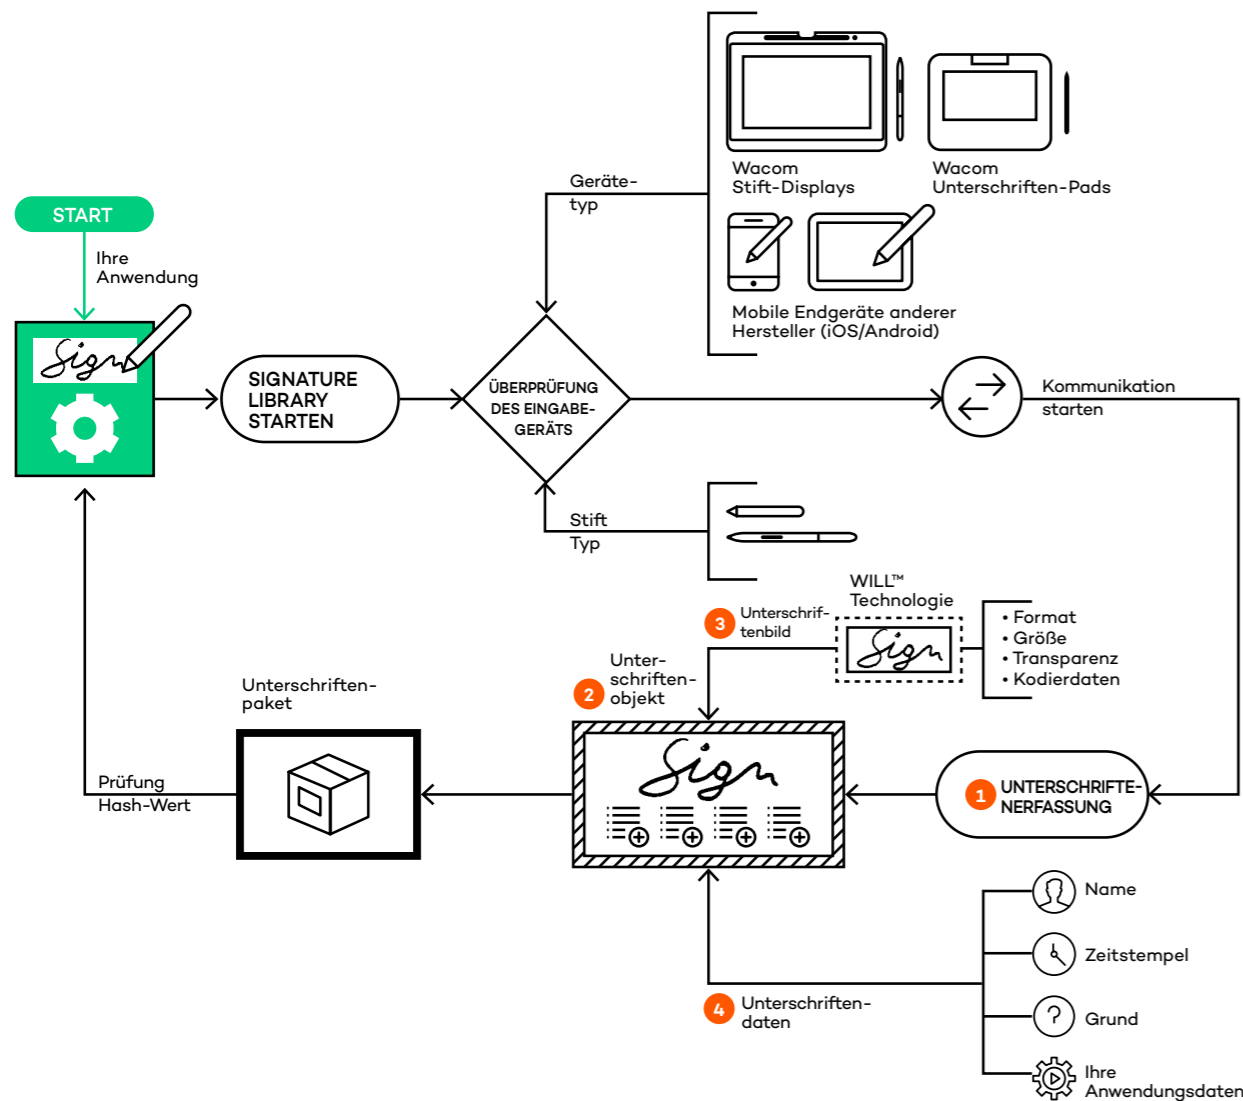 START
Ihre
Anwendung
Sign
SIGNATURE
LIBRARY
STARTEN
Geräte-
typ
ÜBERPRÜFUNG
DES EINGABE-
GERÄTS
Stift
Typ
Wacom
Stift-Displays
Wacom
Unterschriften-Pads
Mobile Endgeräte anderer
Hersteller (iOS/Android)
Kommunikation
starten
1 UNTERSCHRIFTE-
NERFASSUNG
2 Unter-
schriften-
objekt
Sign
3 Unterschrif-
tenbild
WILL™
Technologie
Sign
• Format
• Größe
• Transparenz
• Kodierdaten
4 Unterschriften-
daten
Name
Zeitstempel
?
Grund
Ihre
Anwendungsdaten
Unterschriften-
paket
Prüfung
Hash-Wert